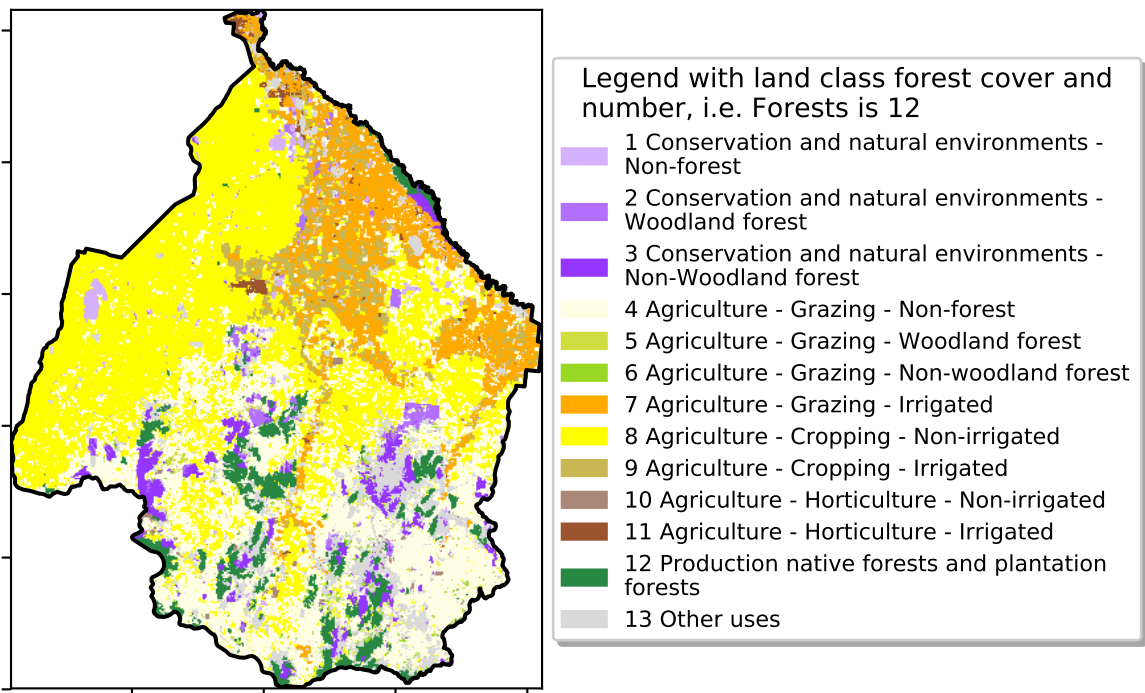 Legend with land class forest cover and
number, i.e. Forests is 12
1 Conservation and natural environments -
Non-forest
2 Conservation and natural environments -
Woodland forest
3 Conservation and natural environments -
Non-Woodland forest
4 Agriculture - Grazing - Non-forest
5 Agriculture - Grazing - Woodland forest
6 Agriculture - Grazing - Non-woodland forest
7 Agriculture - Grazing - Irrigated
8 Agriculture - Cropping - Non-irrigated
9 Agriculture - Cropping - Irrigated
10 Agriculture - Horticulture - Non-irrigated
11 Agriculture - Horticulture - Irrigated
12 Production native forests and plantation
forests
13 Other uses